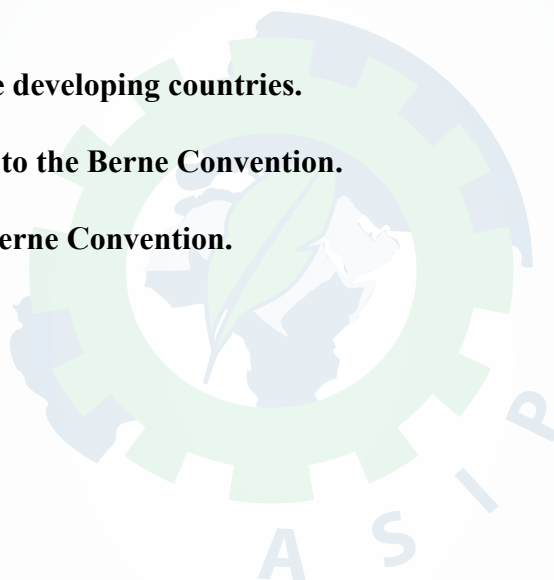 e developing countries.
to the Berne Convention.
erne Convention.
A S I P